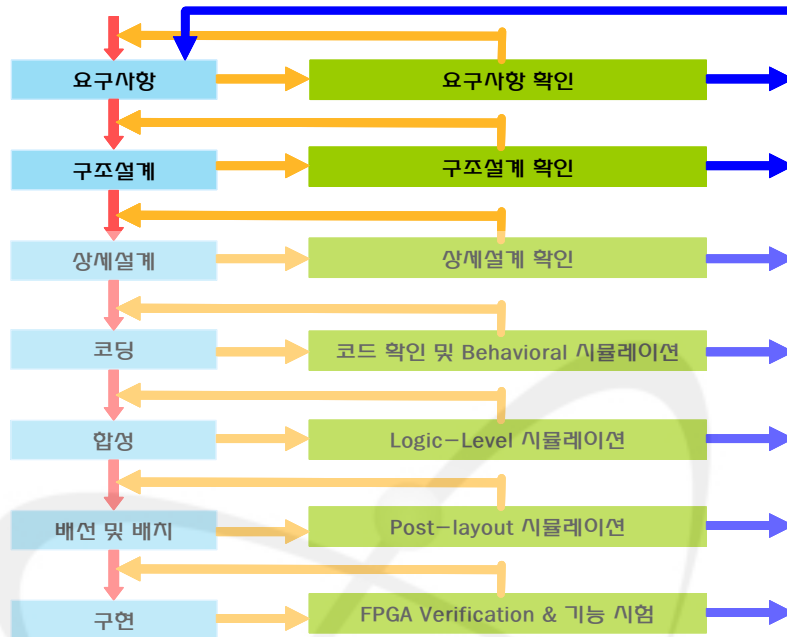 요구사항
요구사항 확인
구조설계
구조설계 확인
상세설계
상세설계 확인
코딩
코드 확인 및 Behavioral 시뮬레이션
합성
Logic-Level 시뮬레이션
배선 및 배치
Post-layout 시뮬레이션
구현
FPGA Verification & 기능 시험